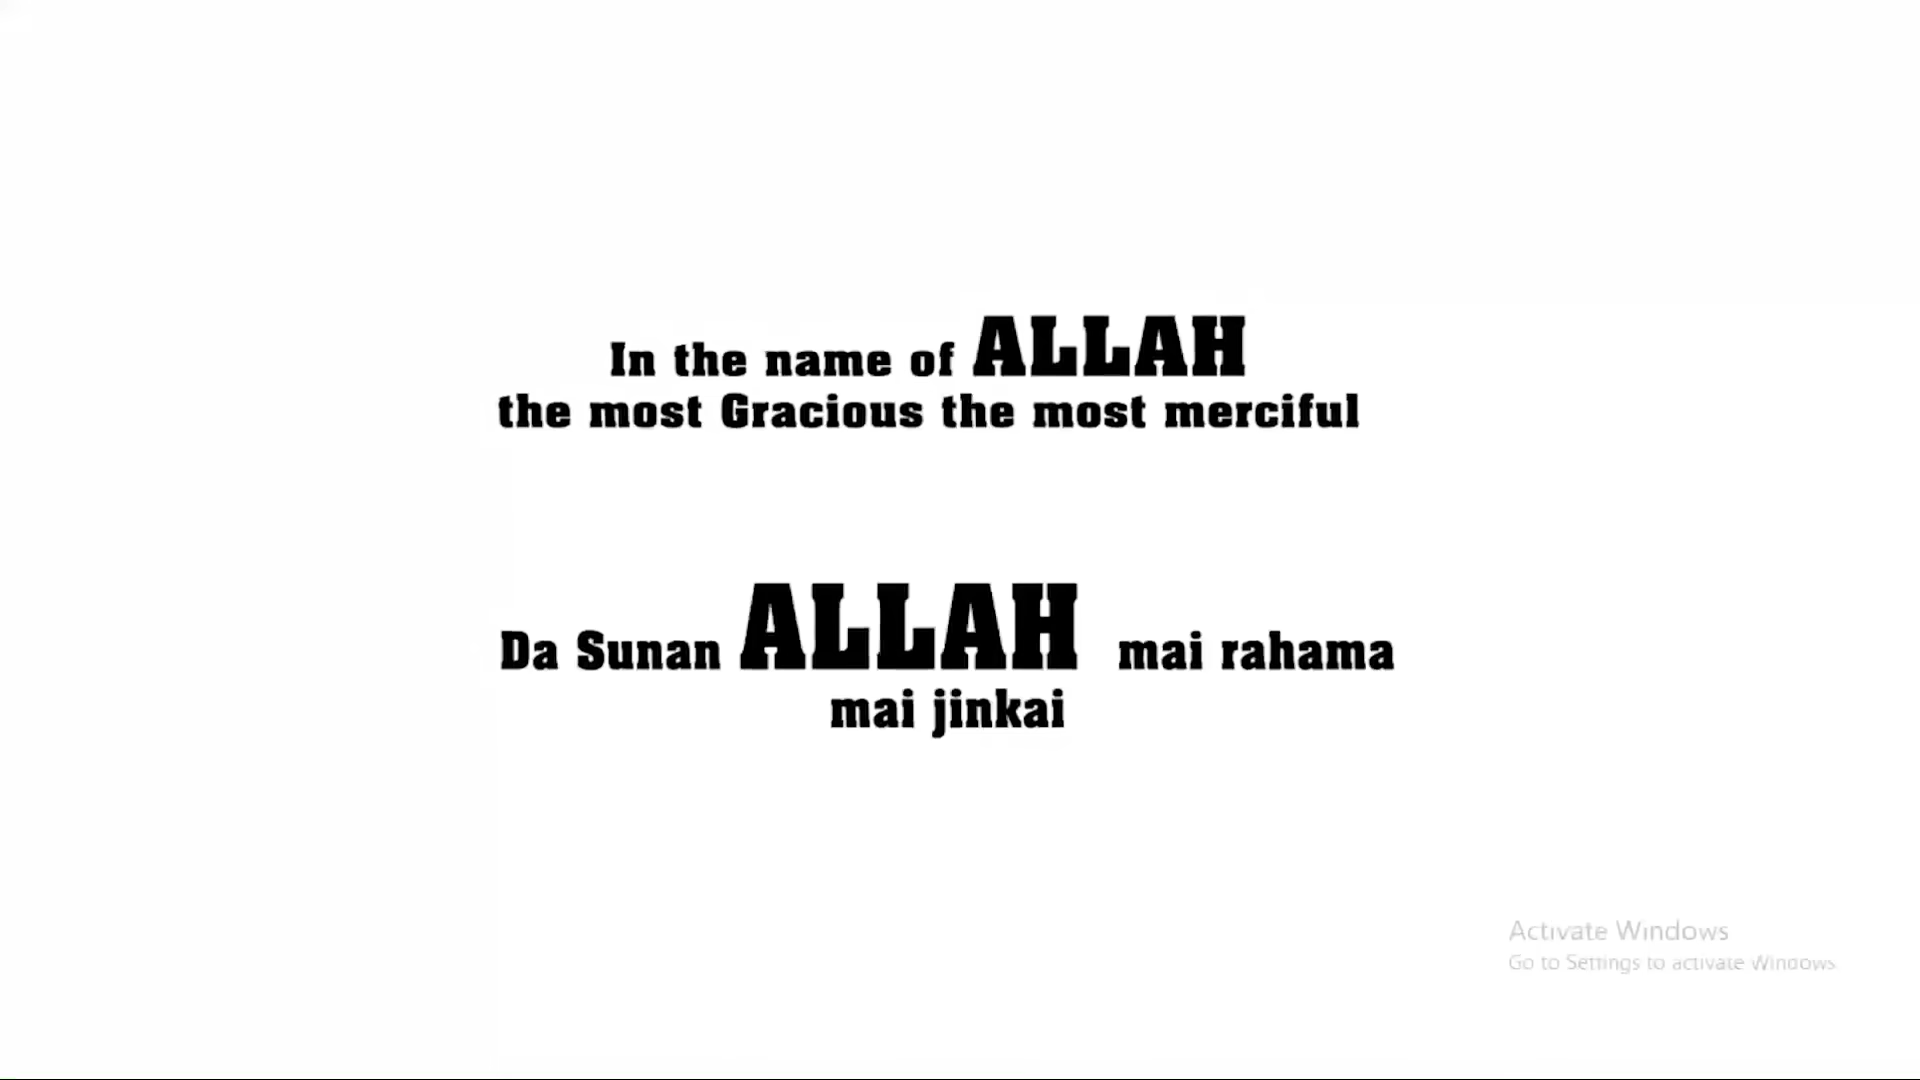 In the name of ALLAH
the most Gracious the most merciful
Da Sunan ALLAH mai rahama
mai jinkai
Activate Windows
Go to Settings to activate Windows